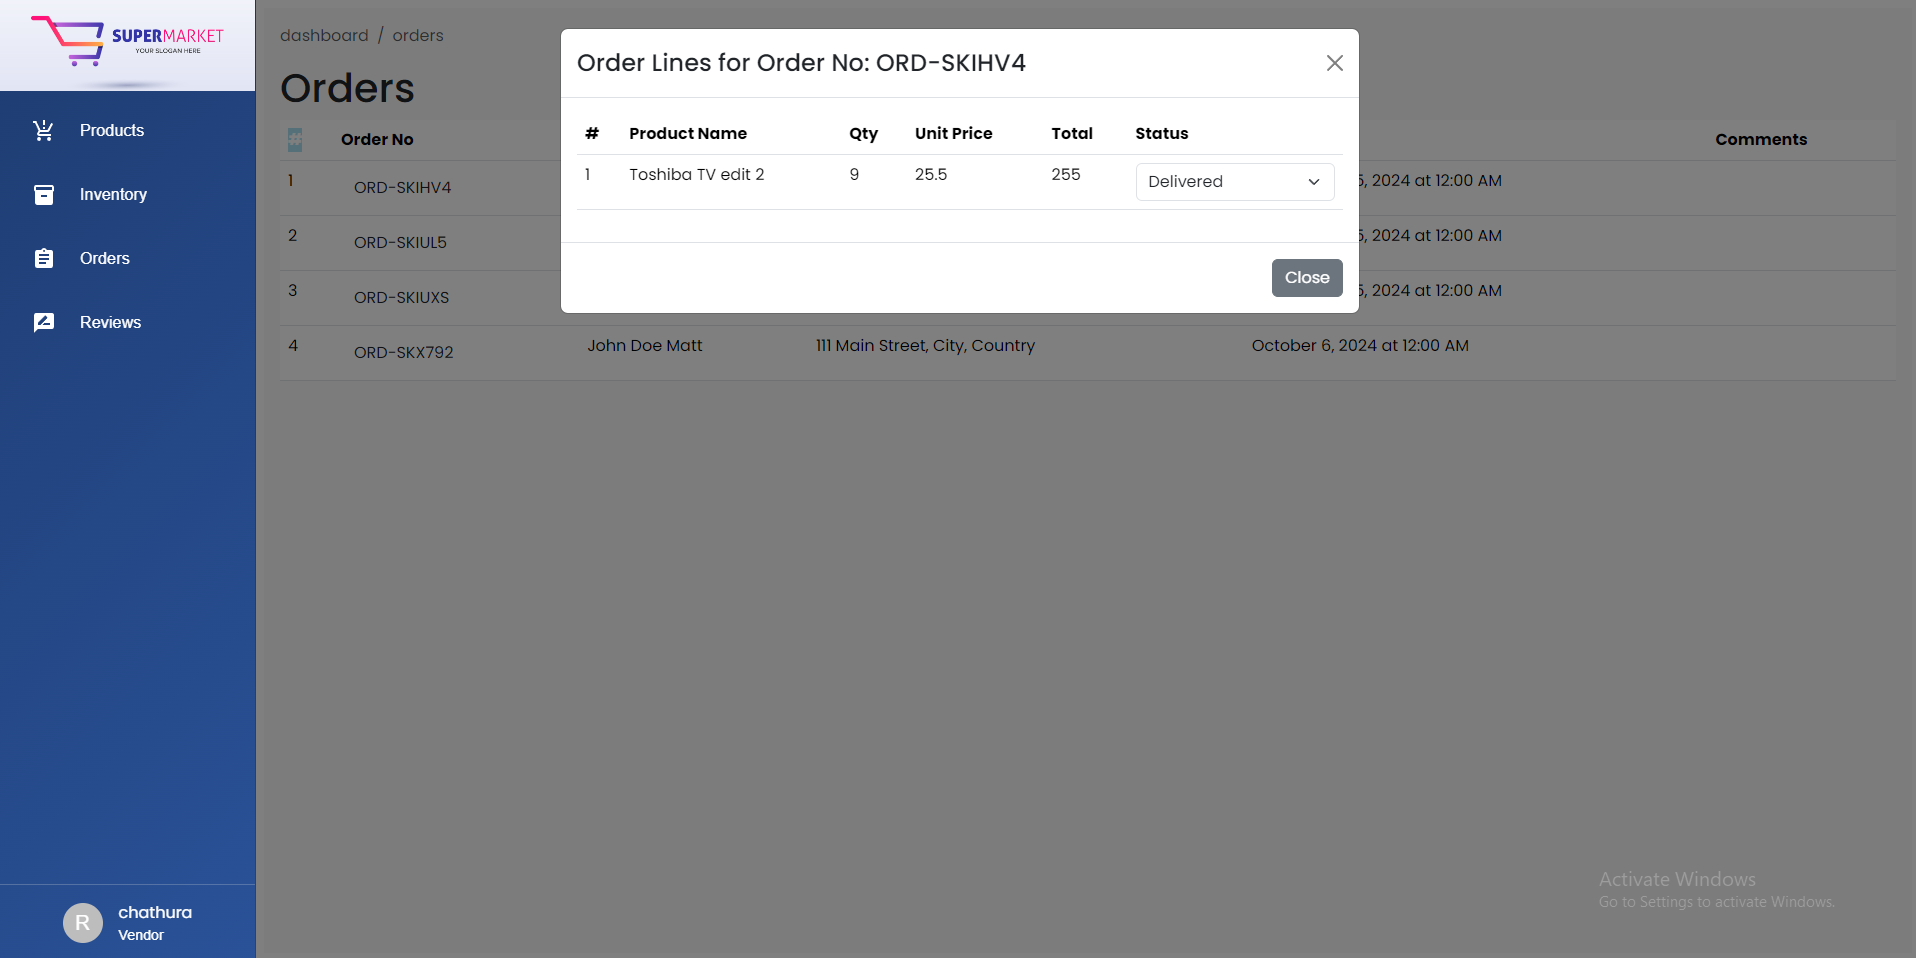 SUPERMARKET
YOUR SLOGAN HERE
Products
Inventory
Orders
Reviews
R
chathura
Vendor
dashboard / orders
Orders
# Order No Comments
1 ORD-SKIHV4 5, 2024 at 12:00 AM
2 ORD-SKIUL5 5, 2024 at 12:00 AM
3 ORD-SKIUXS 5, 2024 at 12:00 AM
4 ORD-SKX792 John Doe Matt 111 Main Street, City, Country October 6, 2024 at 12:00 AM
Order Lines for Order No: ORD-SKIHV4
# Product Name Qty Unit Price Total Status
1 Toshiba TV edit 2 9 25.5 255 Delivered
Close
Activate Windows
Go to Settings to activate Windows.